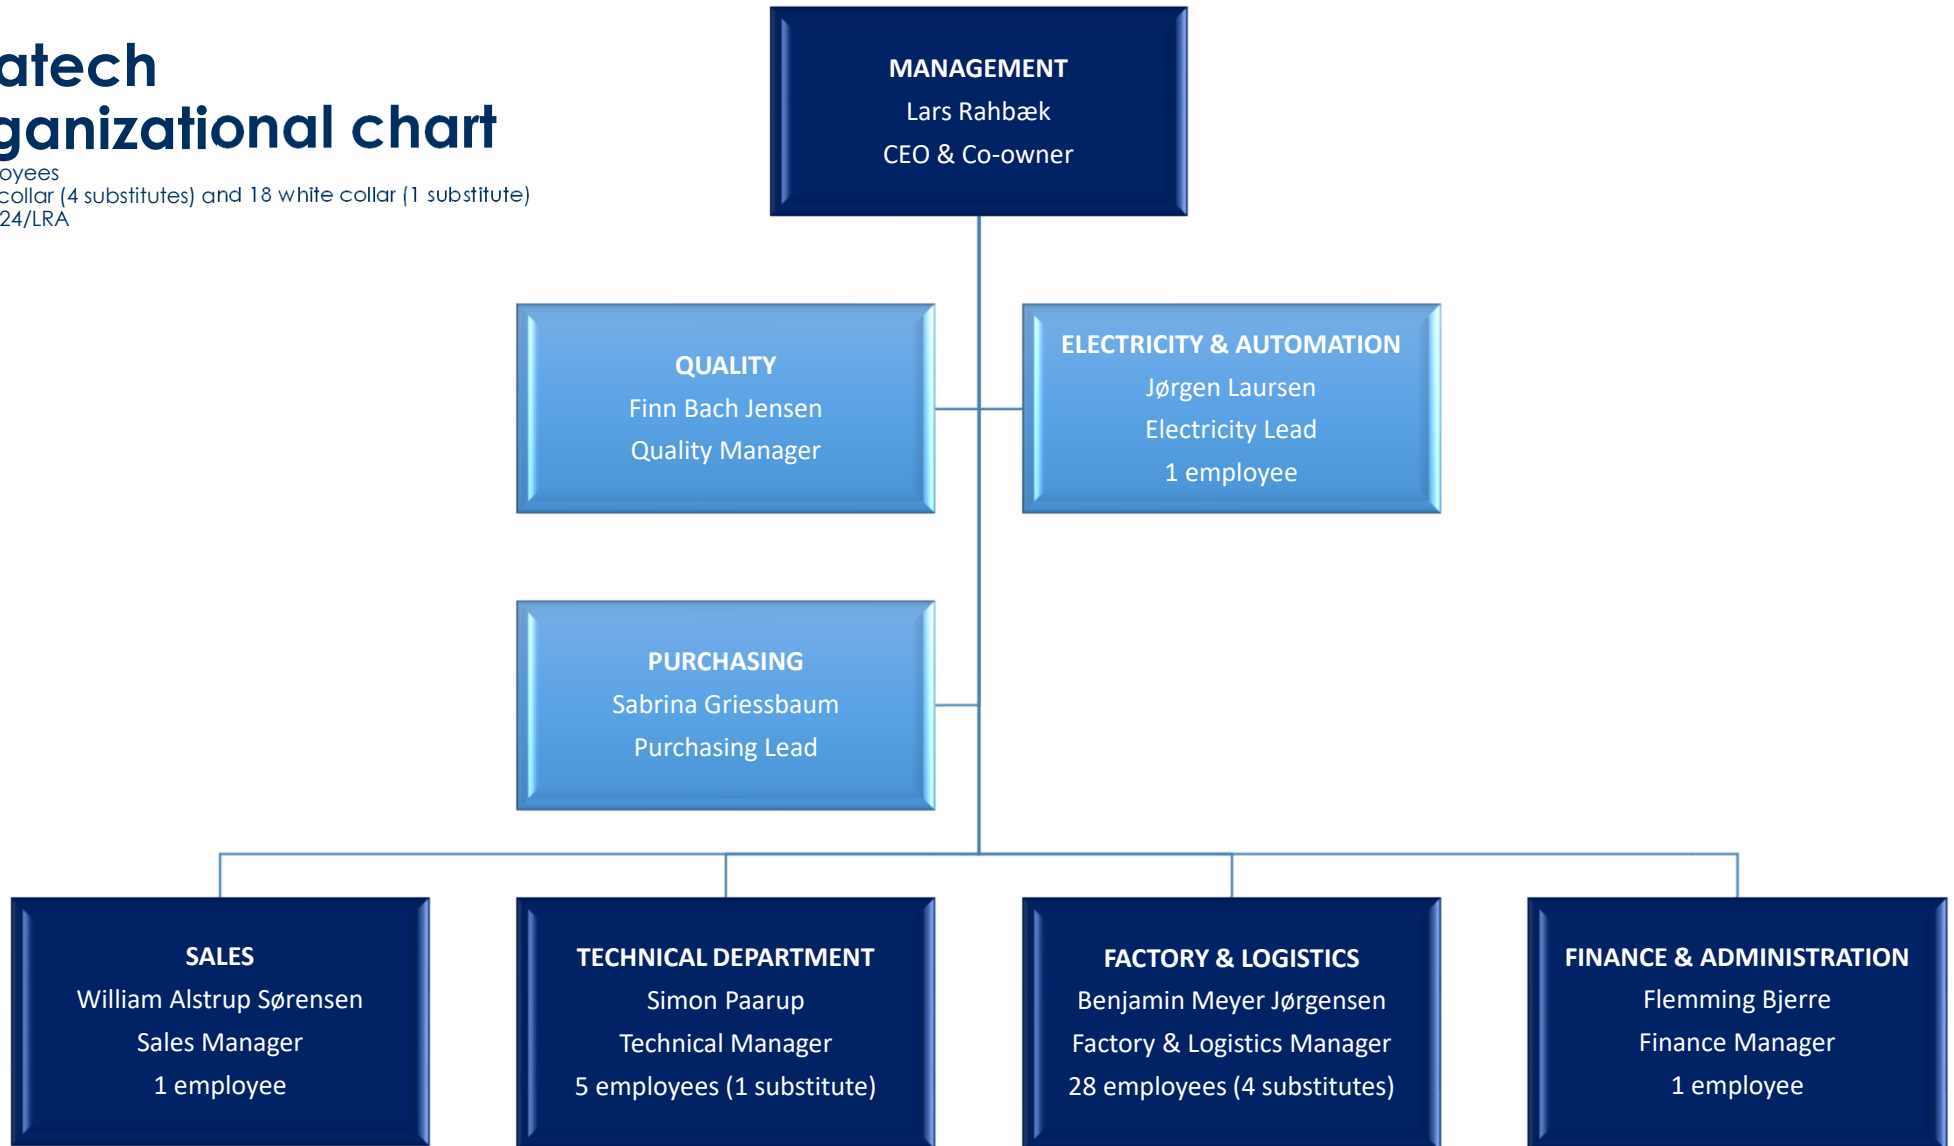 atech
ganizational chart
oyees
collar (4 substitutes) and 18 white collar (1 substitute)
24/LRA
MANAGEMENT
Lars Rahbæk
CEO & Co-owner
QUALITY
Finn Bach Jensen
Quality Manager
ELECTRICITY & AUTOMATION
Jørgen Laursen
Electricity Lead
1 employee
PURCHASING
Sabrina Griessbaum
Purchasing Lead
SALES
William Alstrup Sørensen
Sales Manager
1 employee
TECHNICAL DEPARTMENT
Simon Paarup
Technical Manager
5 employees (1 substitute)
FACTORY & LOGISTICS
Benjamin Meyer Jørgensen
Factory & Logistics Manager
28 employees (4 substitutes)
FINANCE & ADMINISTRATION
Flemming Bjerre
Finance Manager
1 employee